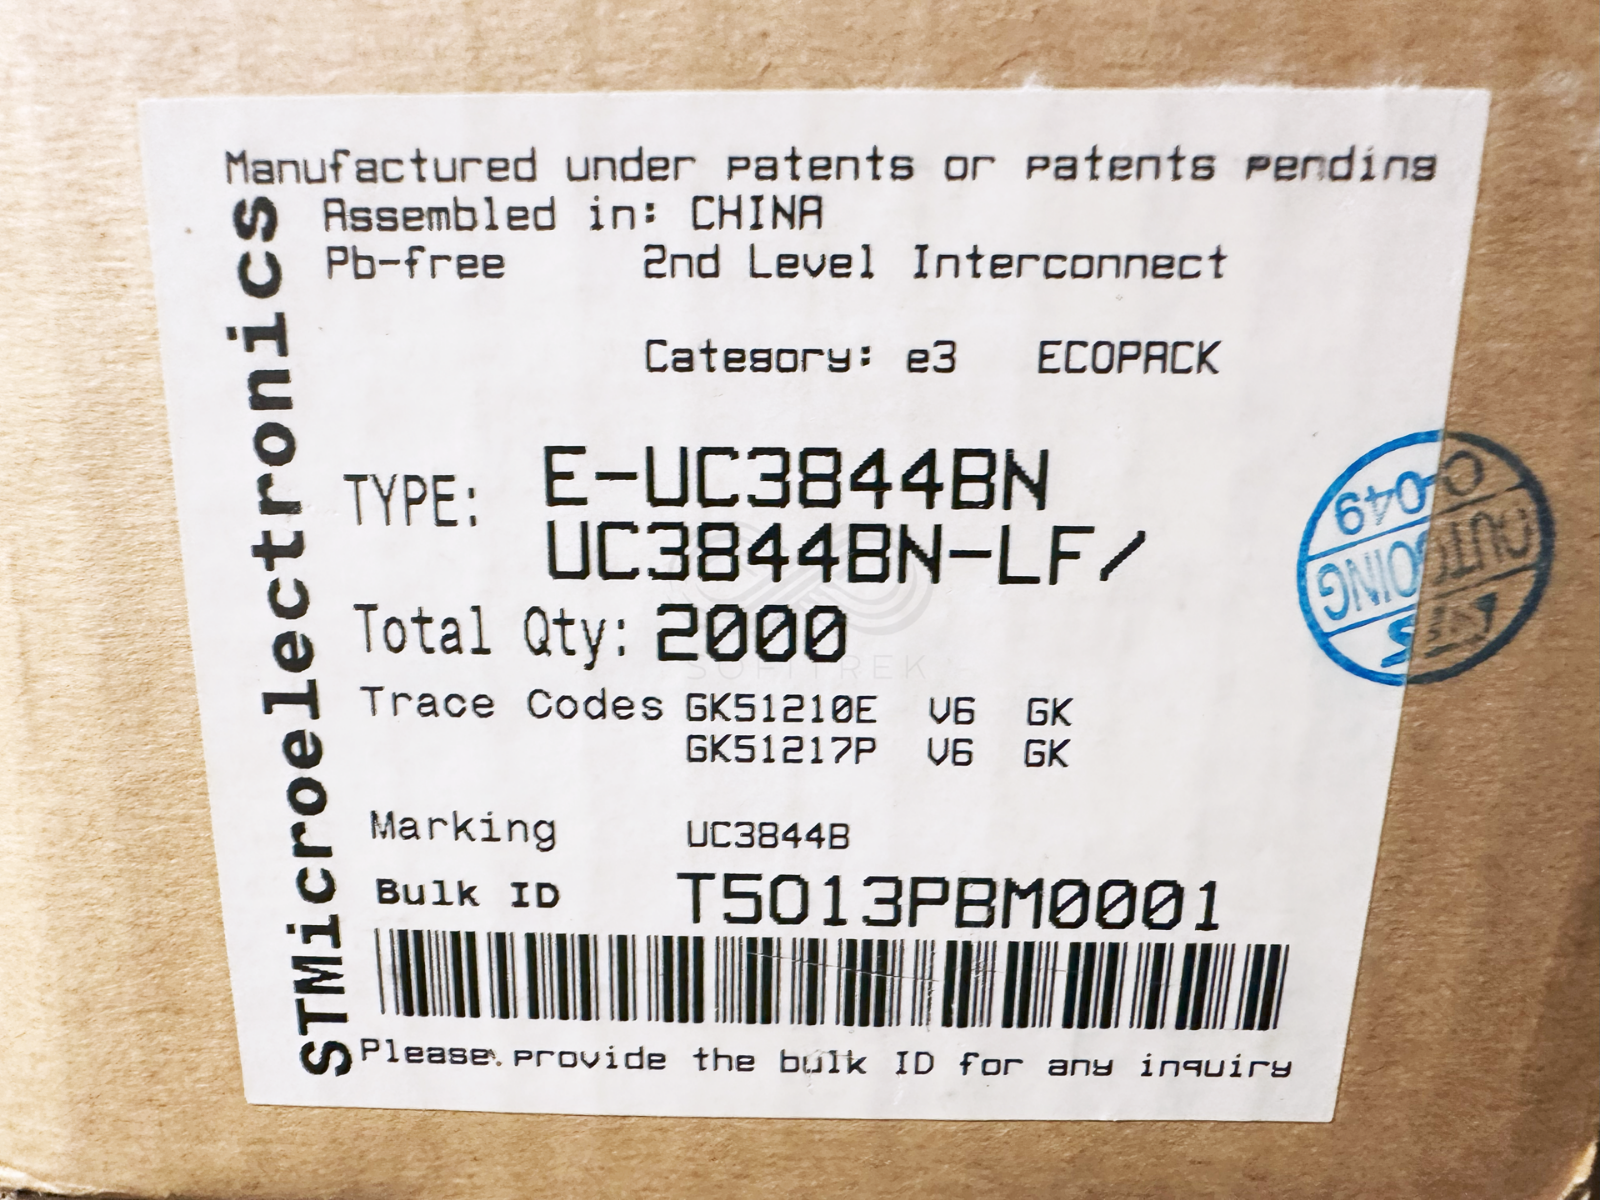 Manufactured under patents or patents pending
STMicroelectronics
Assembled in: CHINA
Pb-free 2nd Level Interconnect
Category: e3 ECOPACK
TYPE: E-UC3844BN
UC3844BN-LF/
Total Qty: 2000
SOFITREK
Trace Codes GK51210E V6 GK
GK51217P V6 GK
Marking UC3844B
Bulk ID T5013PBM0001
Please provide the bulk ID for any inquiry
C-049
OUTGOING